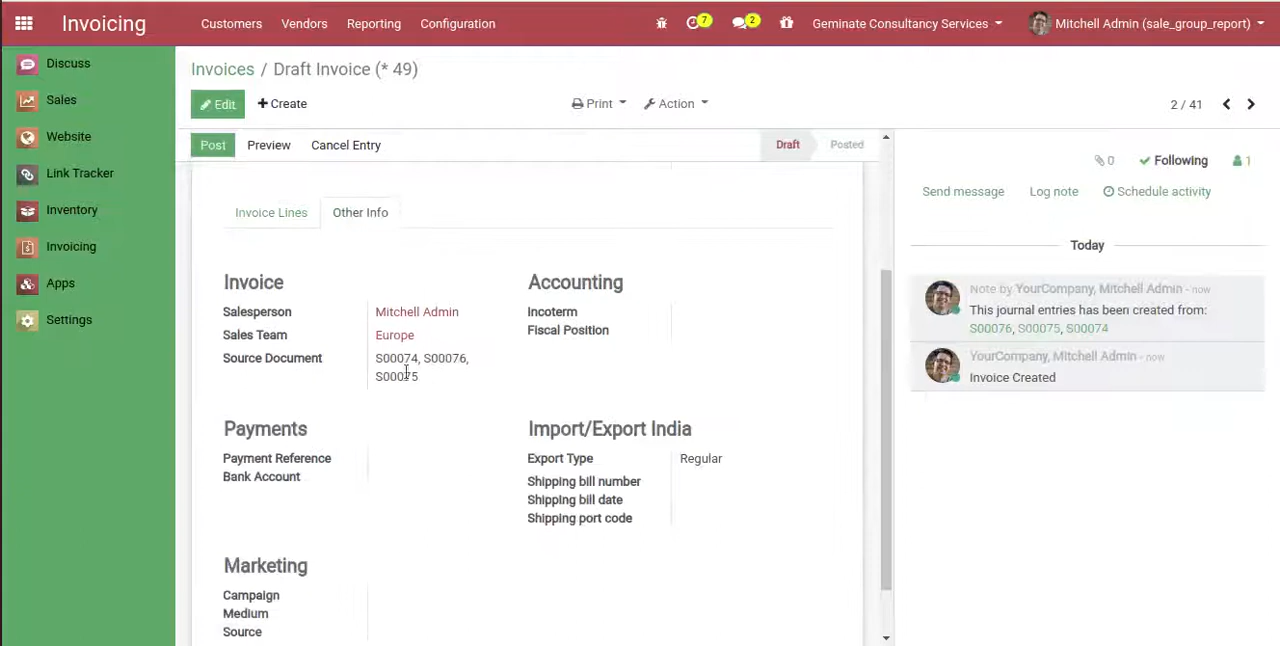 Invoicing
Customers
Vendors
Reporting
Configuration
7
2
Geminate Consultancy Services
Mitchell Admin (sale_group_report)
Discuss
Sales
Website
Link Tracker
Inventory
Invoicing
Apps
Settings
Invoices / Draft Invoice (* 49)
Edit
+ Create
Print
Action
2 / 41
Post
Preview
Cancel Entry
Draft
Posted
Invoice Lines
Other Info
Invoice
Salesperson
Mitchell Admin
Sales Team
Europe
Source Document
S00074, S00076,
S00075
Accounting
Incoterm
Fiscal Position
Payments
Payment Reference
Bank Account
Import/Export India
Export Type
Regular
Shipping bill number
Shipping bill date
Shipping port code
Marketing
Campaign
Medium
Source
0
Following
1
Send message
Log note
Schedule activity
Today
Note by YourCompany, Mitchell Admin - now
This journal entries has been created from:
S00076, S00075, S00074
YourCompany, Mitchell Admin - now
Invoice Created